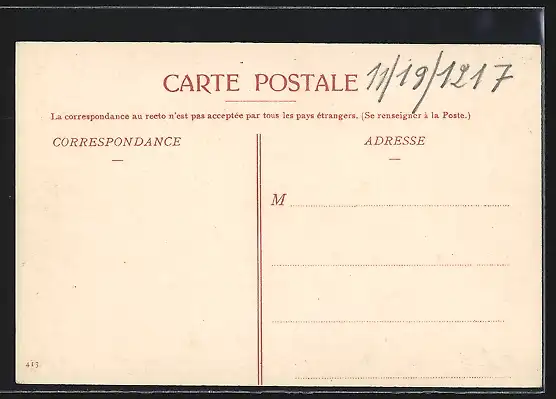 CARTE POSTALE 11/19/1217
La correspondance au recto n'est pas acceptée par tous les pays étrangers. (Se renseigner à la Poste.)
CORRESPONDANCE
ADRESSE
M
413